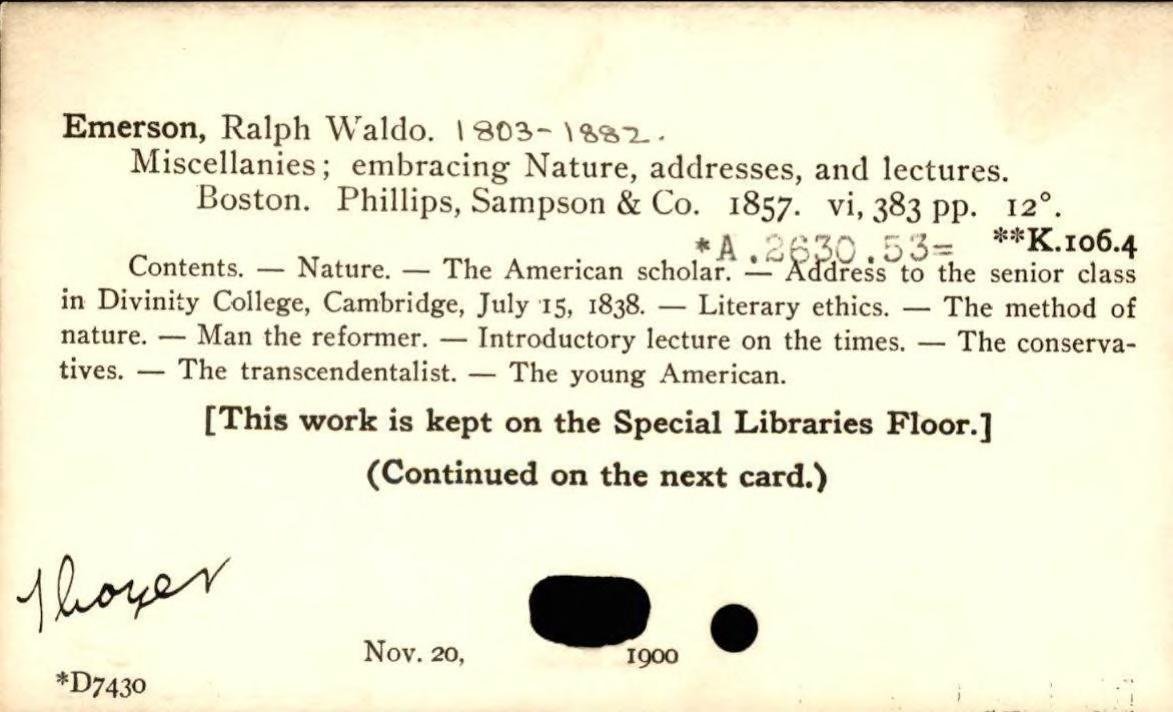 Emerson, Ralph Waldo. 1803-1882.
Miscellanies; embracing Nature, addresses, and lectures.
Boston. Phillips, Sampson & Co. 1857. vi, 383 pp. 12°.
*A.2630.53= **K.106.4
Contents. — Nature. — The American scholar. — Address to the senior class
in Divinity College, Cambridge, July 15, 1838. — Literary ethics. — The method of
nature. — Man the reformer. — Introductory lecture on the times. — The conserva-
tives. — The transcendentalist. — The young American.
[This work is kept on the Special Libraries Floor.]
(Continued on the next card.)
Nov. 20, 1900
*D7430